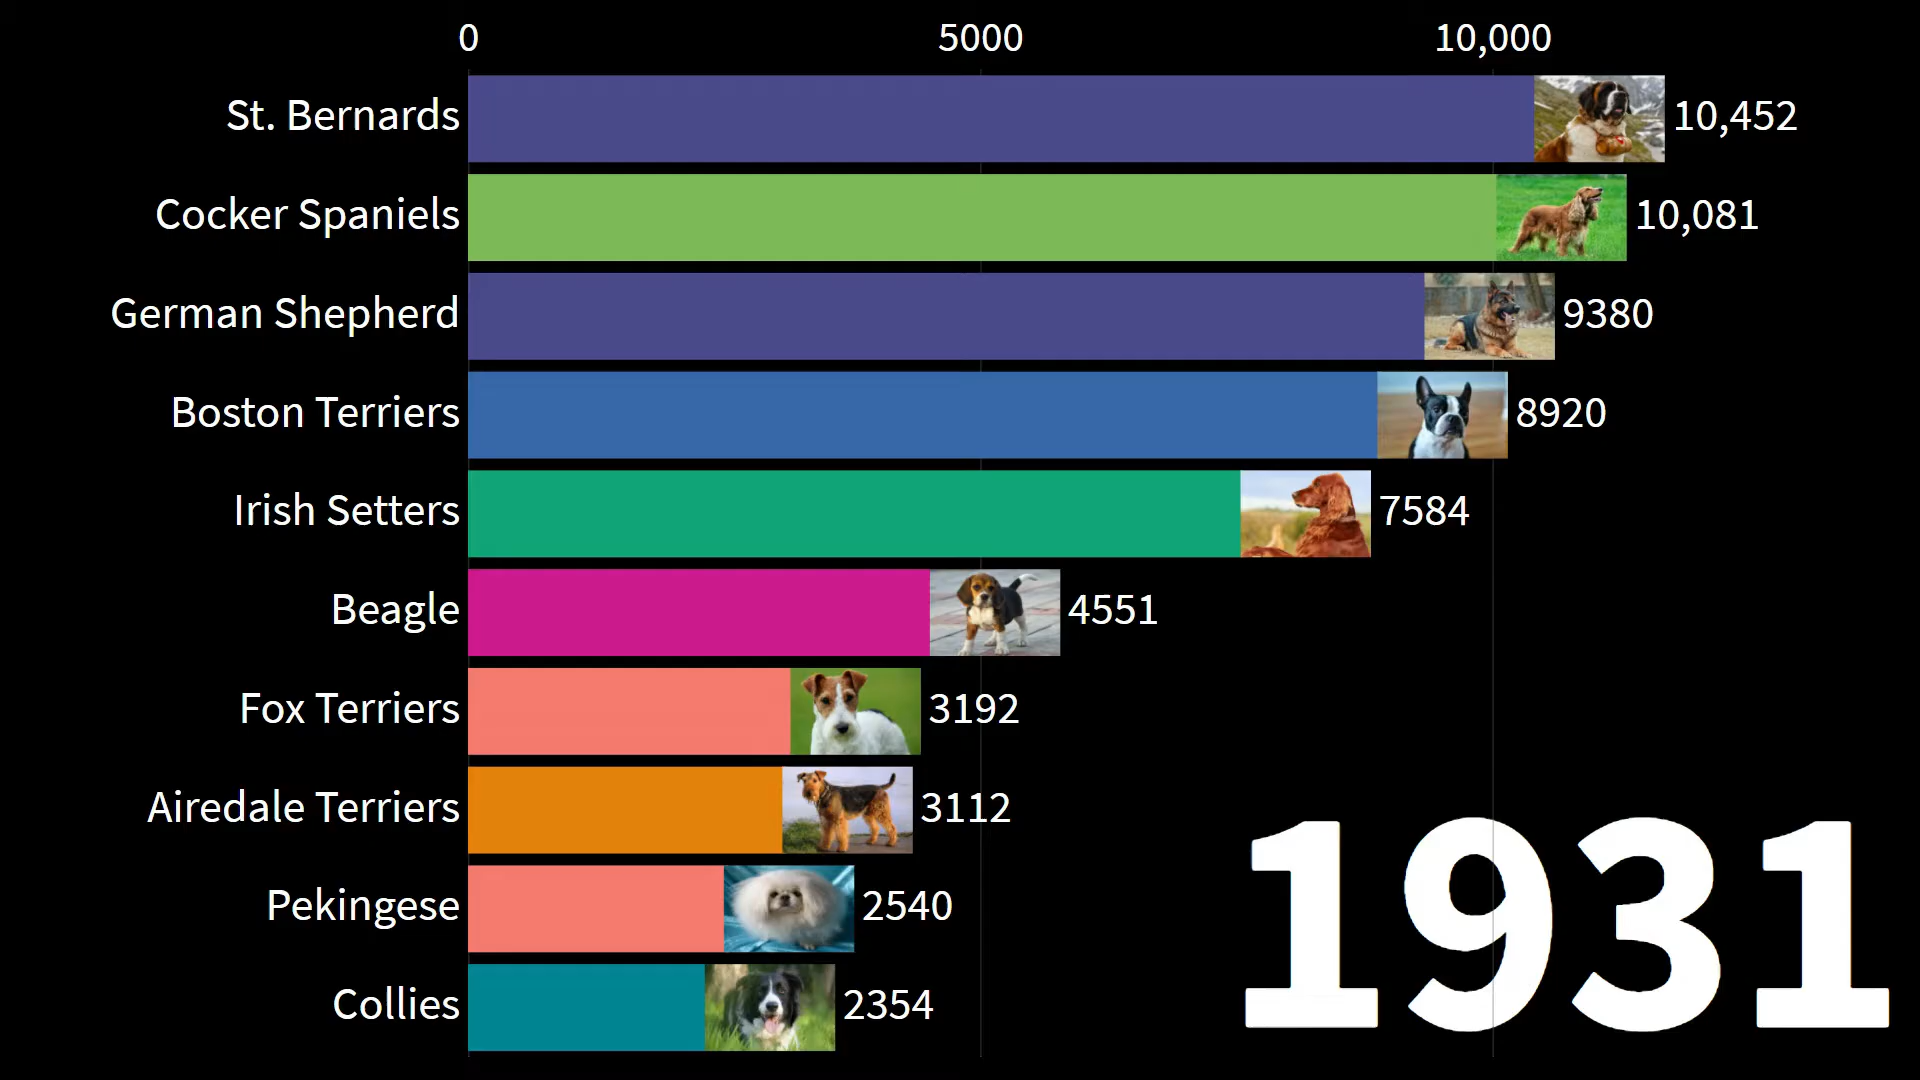 0 5000 10,000
St. Bernards 10,452
Cocker Spaniels 10,081
German Shepherd 9380
Boston Terriers 8920
Irish Setters 7584
Beagle 4551
Fox Terriers 3192
Airedale Terriers 3112
Pekingese 2540
Collies 2354
1931